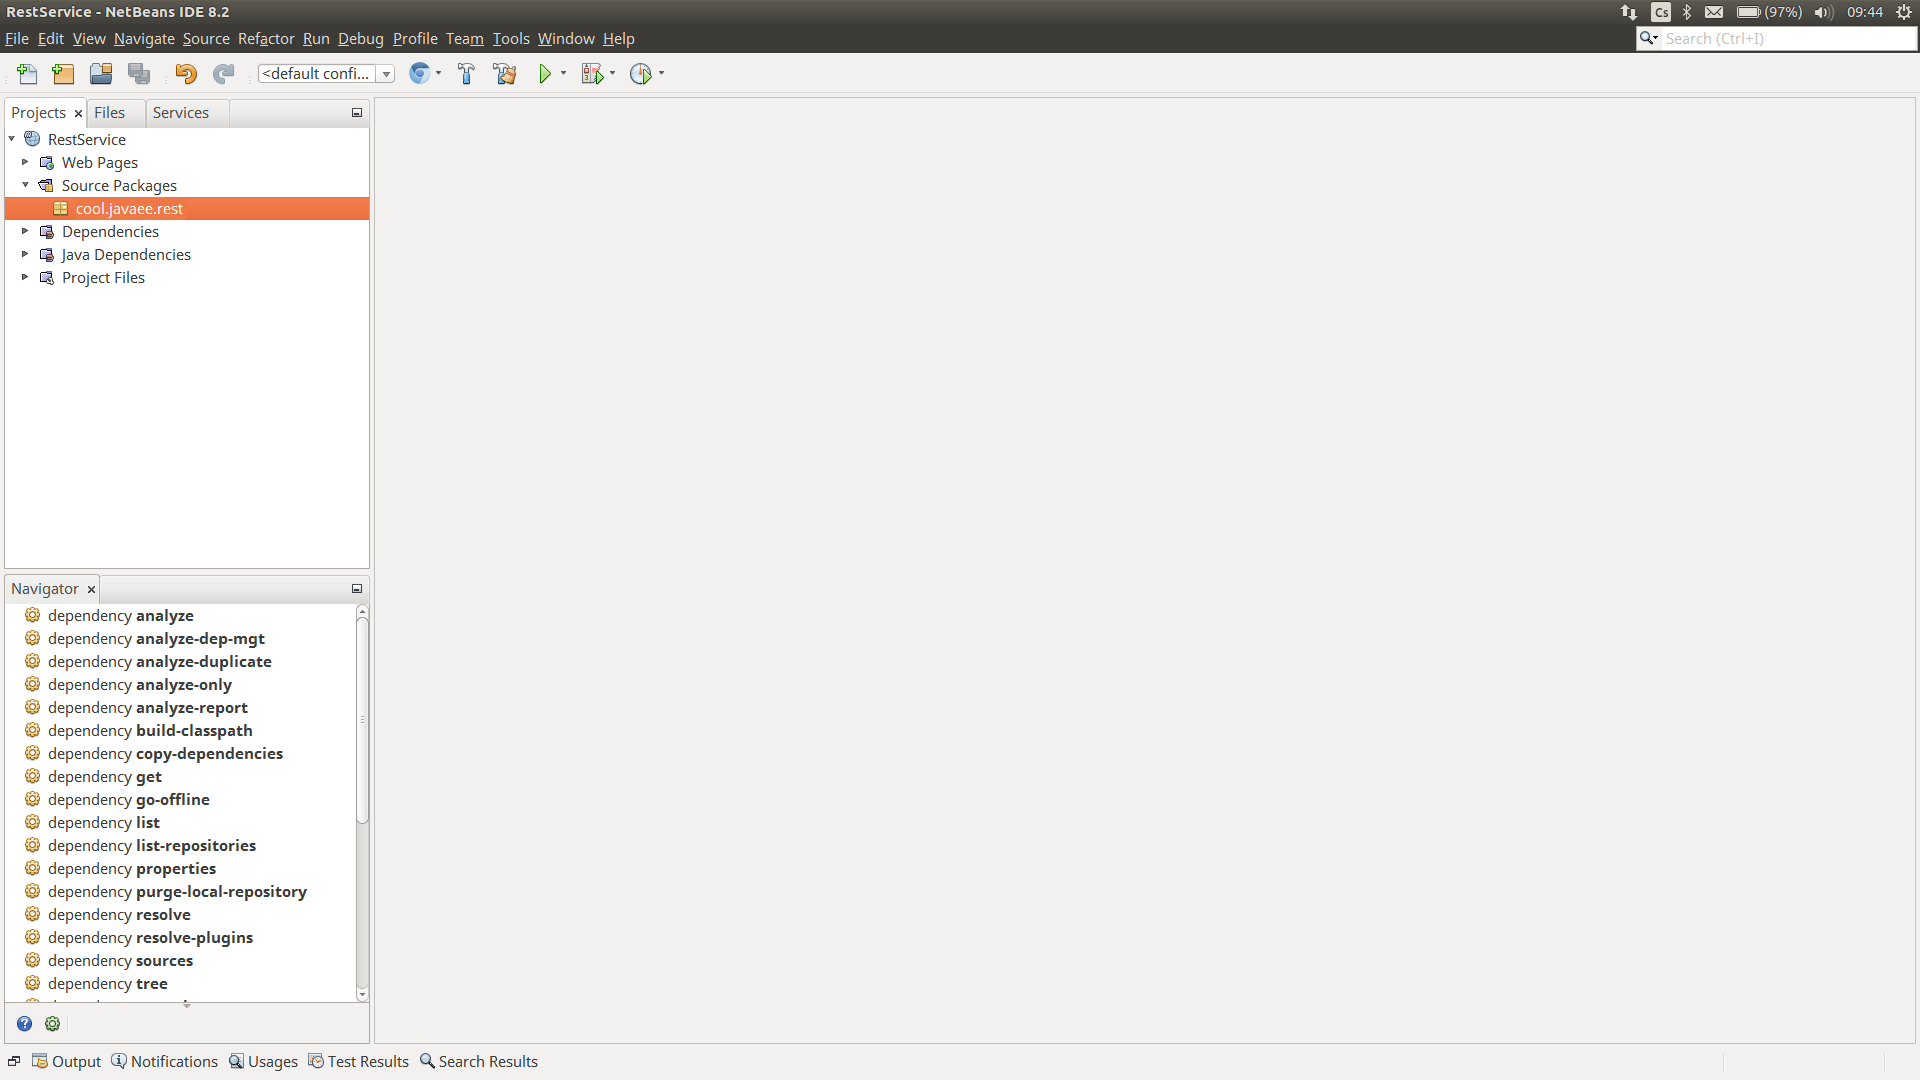 RestService - NetBeans IDE 8.2
Cs
(97%)
09:44
File Edit View Navigate Source Refactor Run Debug Profile Team Tools Window Help
Search (Ctrl+I)
<default confi...
Projects
Files
Services
RestService
Web Pages
Source Packages
cool.javaee.rest
Dependencies
Java Dependencies
Project Files
Navigator
dependency analyze
dependency analyze-dep-mgt
dependency analyze-duplicate
dependency analyze-only
dependency analyze-report
dependency build-classpath
dependency copy-dependencies
dependency get
dependency go-offline
dependency list
dependency list-repositories
dependency properties
dependency purge-local-repository
dependency resolve
dependency resolve-plugins
dependency sources
dependency tree
Output Notifications Usages Test Results Search Results